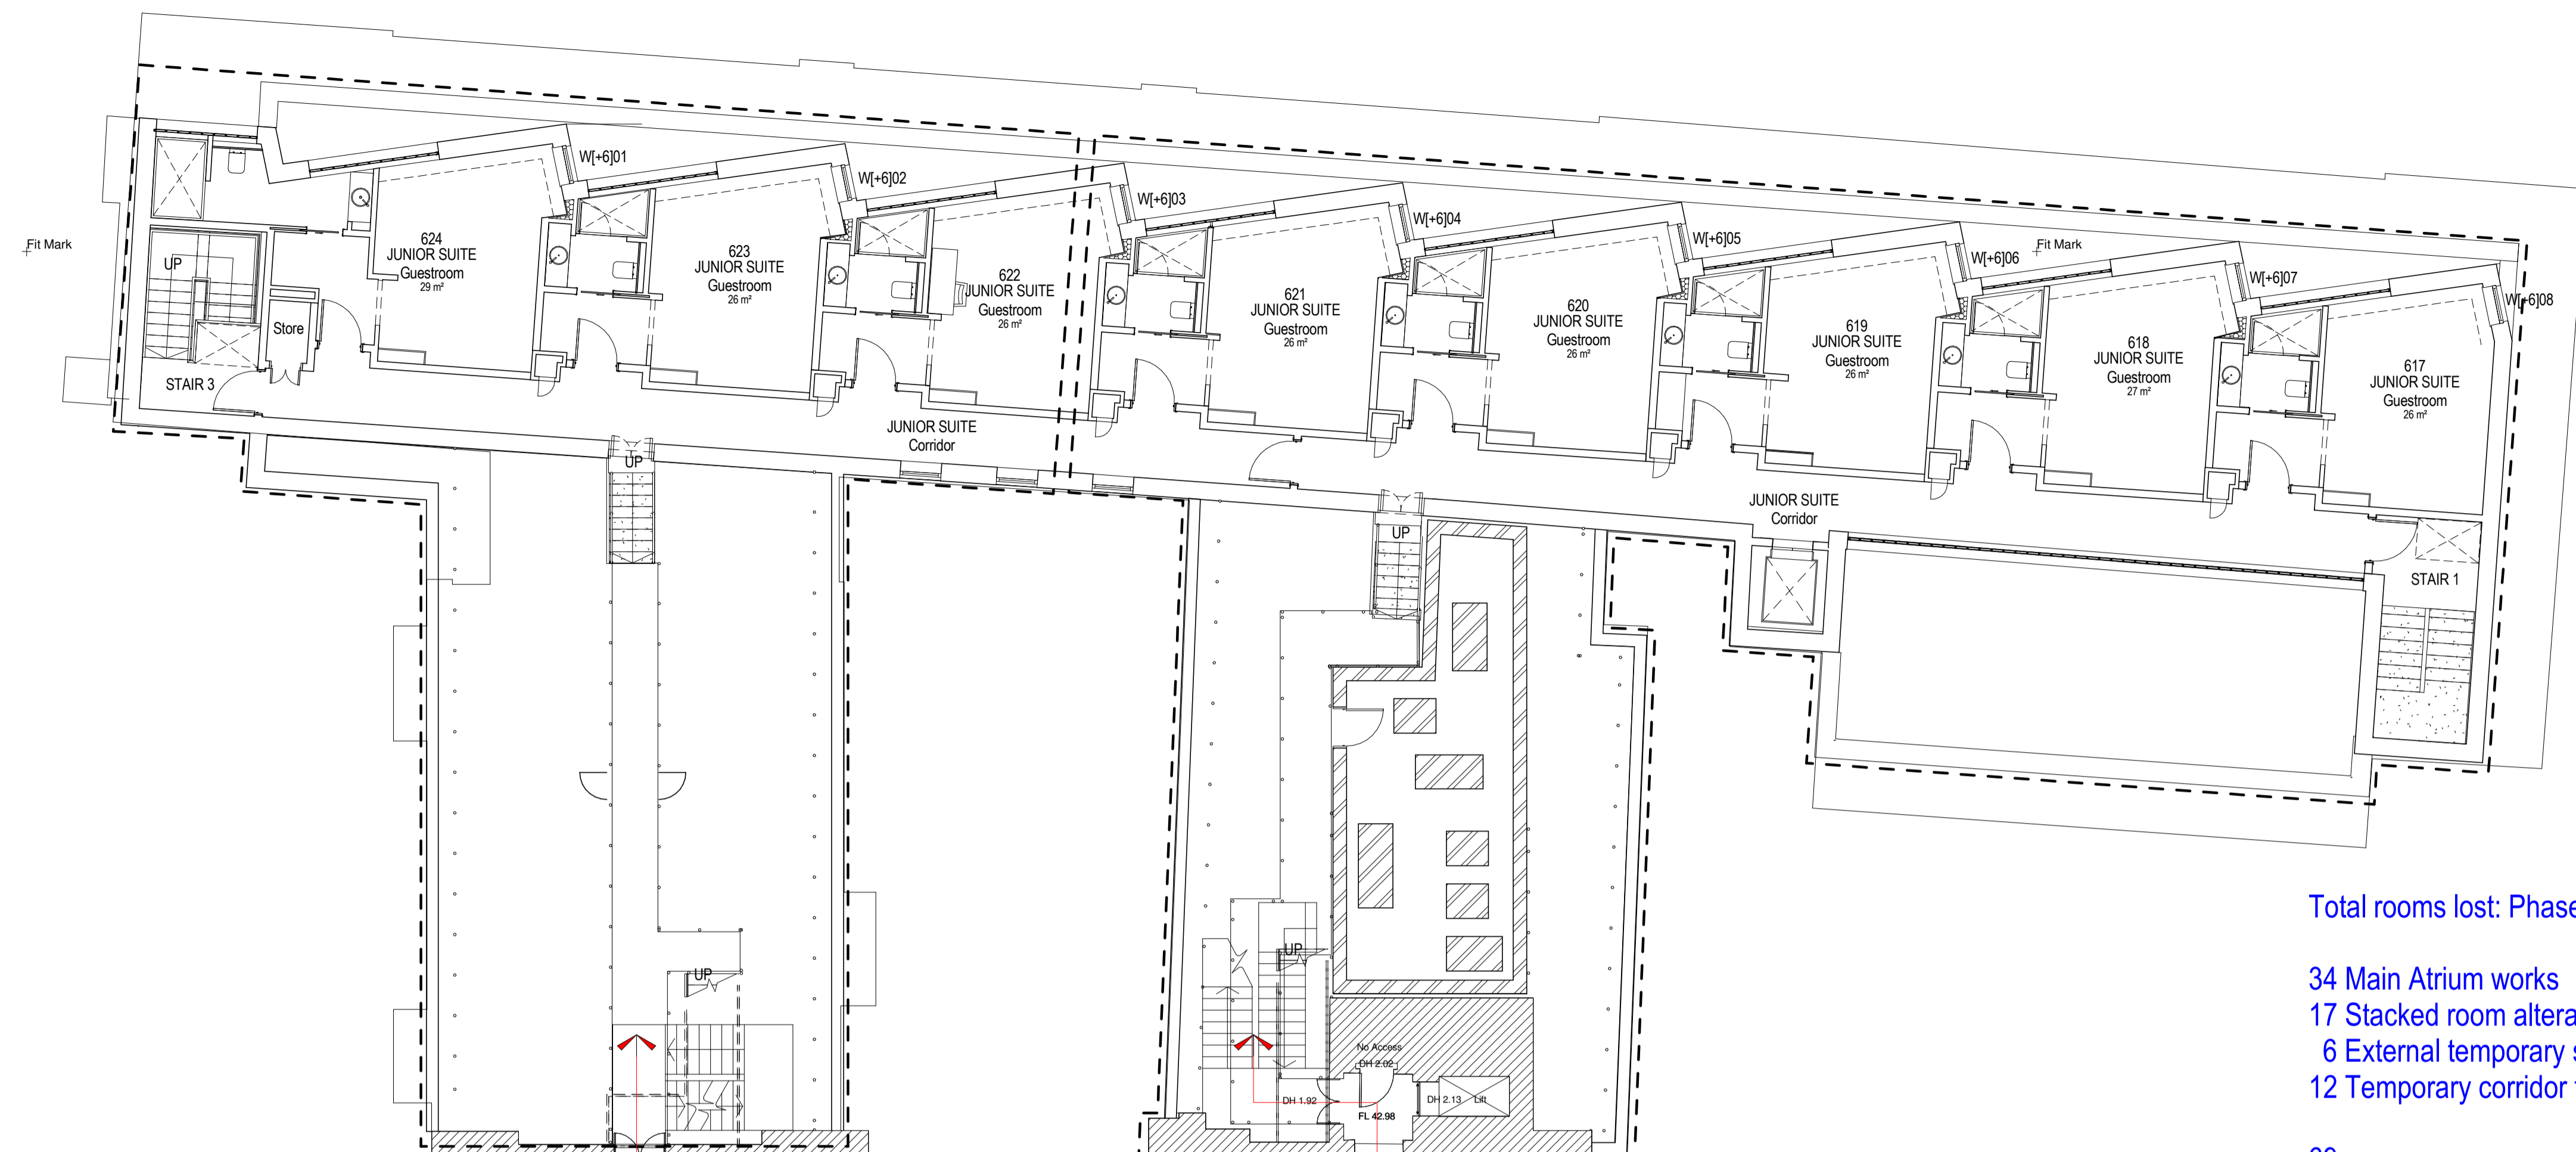 W[+6]01
W[+6]02
W[+6]03
W[+6]04
W[+6]05
W[+6]06
W[+6]07
W[+6]08
Fit Mark
Fit Mark
624
JUNIOR SUITE
Guestroom
29 m²
623
JUNIOR SUITE
Guestroom
26 m²
622
JUNIOR SUITE
Guestroom
26 m²
621
JUNIOR SUITE
Guestroom
26 m²
620
JUNIOR SUITE
Guestroom
26 m²
619
JUNIOR SUITE
Guestroom
26 m²
618
JUNIOR SUITE
Guestroom
27 m²
617
JUNIOR SUITE
Guestroom
26 m²
UP
Store
STAIR 3
JUNIOR SUITE
Corridor
UP
JUNIOR SUITE
Corridor
UP
STAIR 1
UP
UP
No Access
DH 2.02
DH 1.92
DH 2.13
Lift
FL 42.98
Total rooms lost: Phase
34 Main Atrium works
17 Stacked room altera
6 External temporary s
12 Temporary corridor